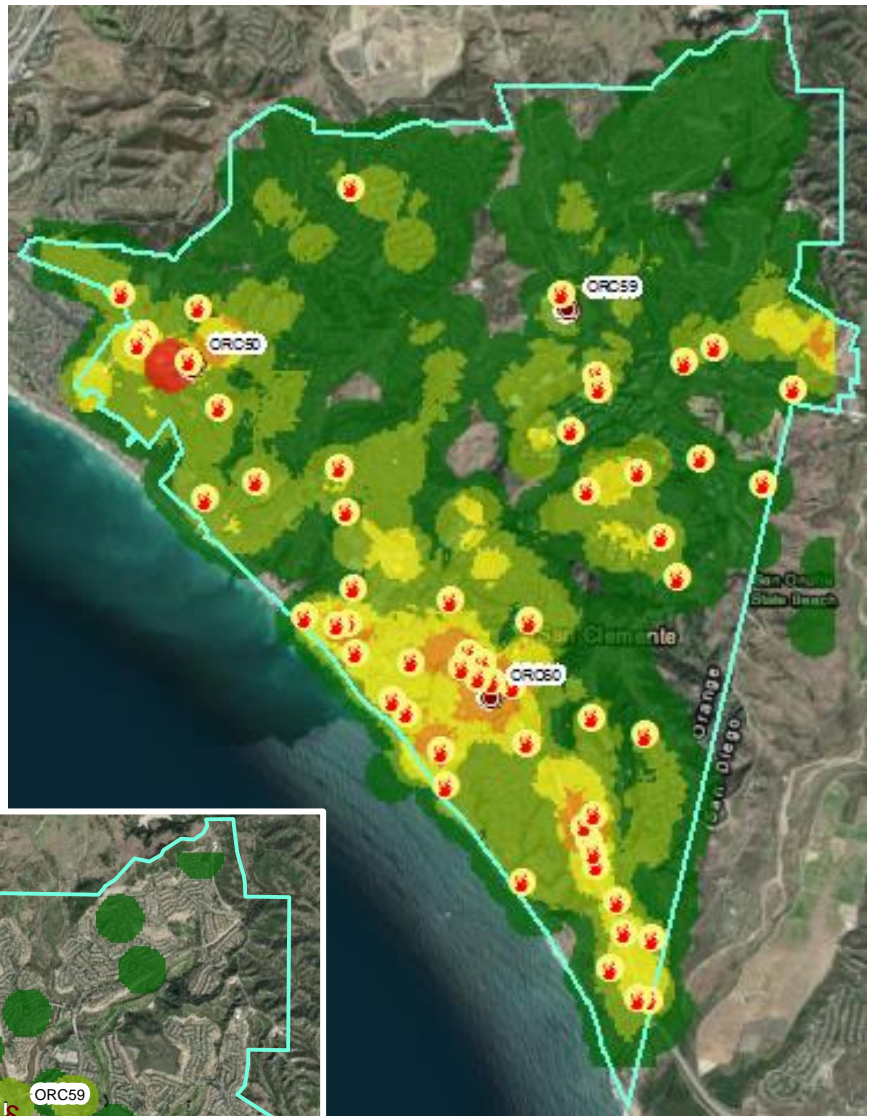 ORC59
ORC50
San Onofre
State Beach
San Clemente
ORC60
Orange
San Diego
ORC59